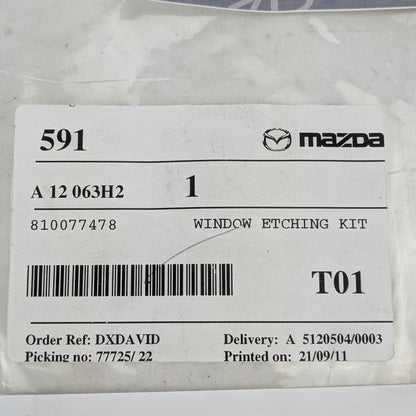 591 mazda
A 12 063H2 1
810077478 WINDOW ETCHING KIT
T01
Order Ref: DXDAVID Delivery: A 5120504/0003
Picking no: 77725/ 22 Printed on: 21/09/11